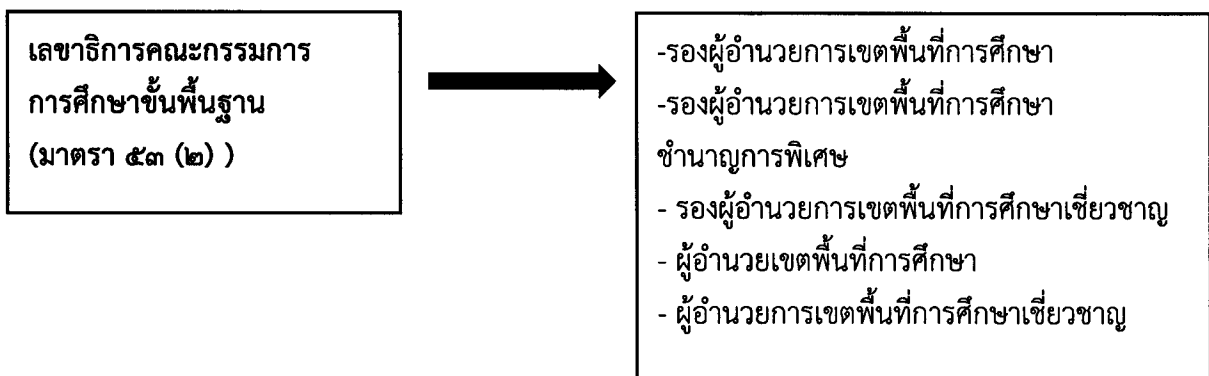 เลขาธิการคณะกรรมการ
การศึกษาขั้นพื้นฐาน
(มาตรา ๕๓ (๒) )
-รองผู้อำนวยการเขตพื้นที่การศึกษา
-รองผู้อำนวยการเขตพื้นที่การศึกษา
ชำนาญการพิเศษ
- รองผู้อำนวยการเขตพื้นที่การศึกษาเชี่ยวชาญ
- ผู้อำนวยเขตพื้นที่การศึกษา
- ผู้อำนวยการเขตพื้นที่การศึกษาเชี่ยวชาญ